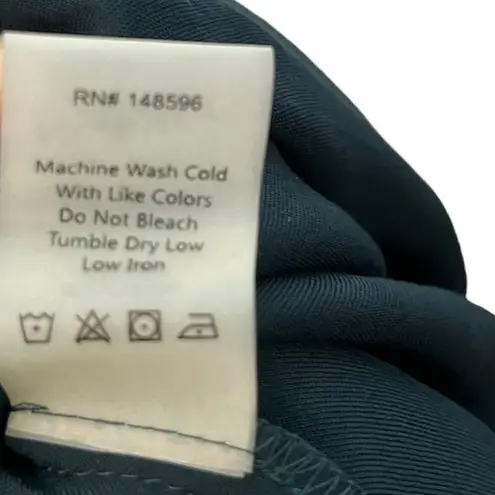 RN# 148596
Machine Wash Cold
With Like Colors
Do Not Bleach
Tumble Dry Low
Low Iron